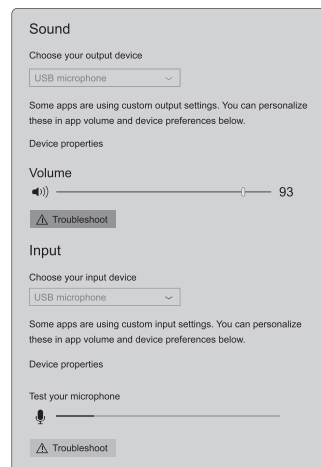 Sound
Choose your output device
USB microphone
Some apps are using custom output settings. You can personalize
these in app volume and device preferences below.
Device properties
Volume
93
Troubleshoot
Input
Choose your input device
USB microphone
Some apps are using custom input settings. You can personalize
these in app volume and device preferences below.
Device properties
Test your microphone
Troubleshoot